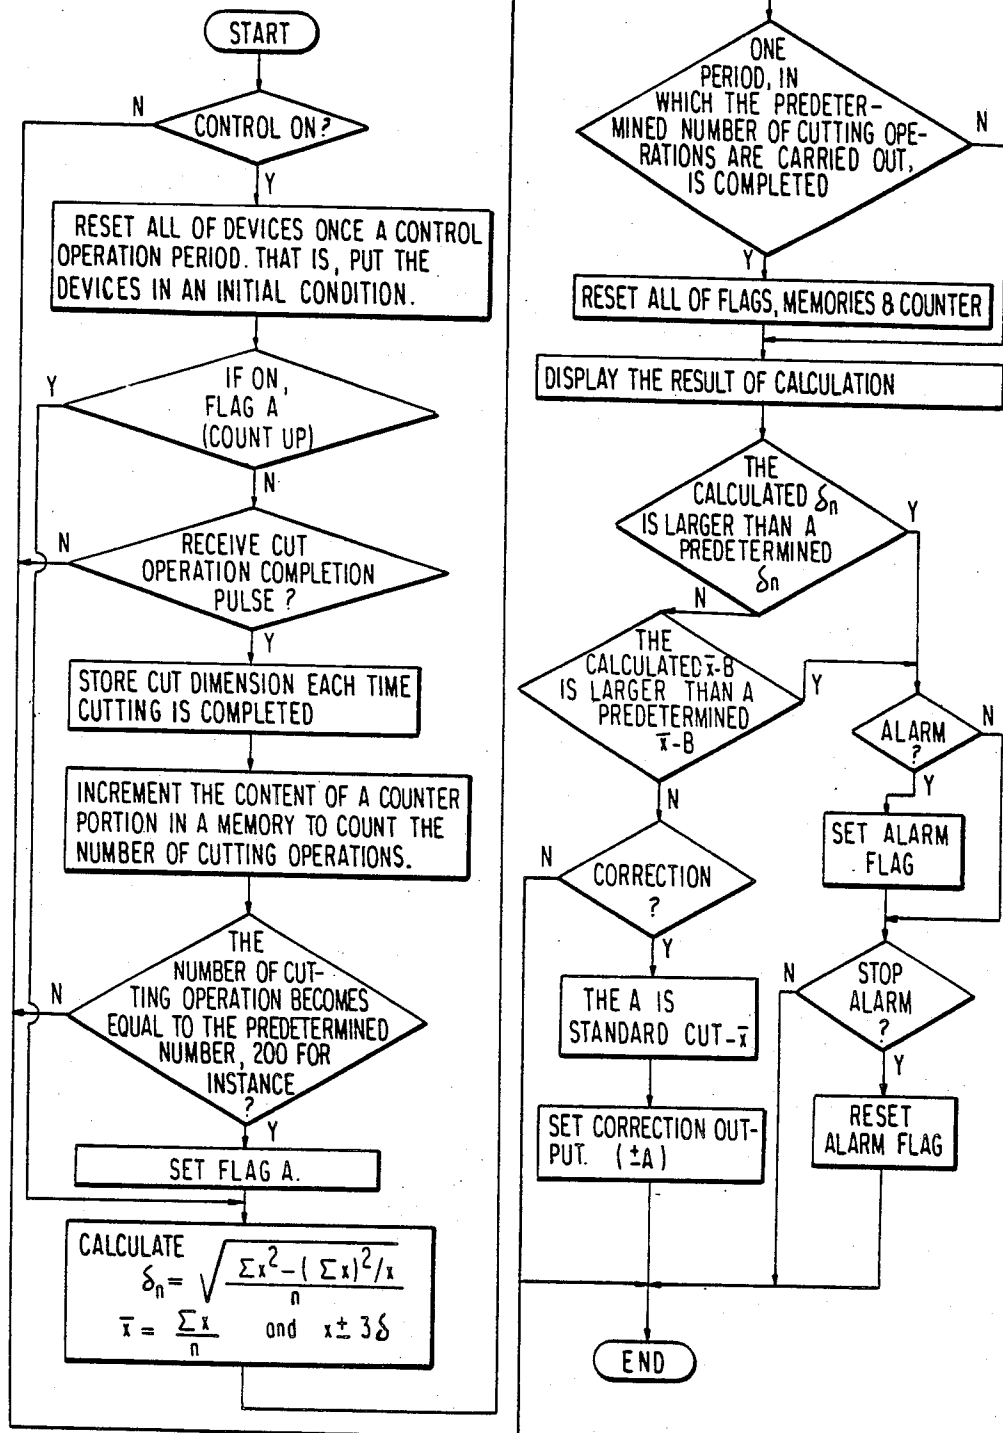 START
N
CONTROL ON?
Y
RESET ALL OF DEVICES ONCE A CONTROL
OPERATION PERIOD. THAT IS, PUT THE
DEVICES IN AN INITIAL CONDITION.
Y
IF ON,
FLAG A
(COUNT UP)
N
N
RECEIVE CUT
OPERATION COMPLETION
PULSE ?
Y
STORE CUT DIMENSION EACH TIME
CUTTING IS COMPLETED
INCREMENT THE CONTENT OF A COUNTER
PORTION IN A MEMORY TO COUNT THE
NUMBER OF CUTTING OPERATIONS.
N
THE
NUMBER OF CUT-
TING OPERATION BECOMES
EQUAL TO THE PREDETERMINED
NUMBER, 200 FOR
INSTANCE
?
Y
SET FLAG A.
CALCULATE
δn = √(Σx² – (Σx)²/x / n)
x̄ = Σx / n and x ± 3δ
ONE
PERIOD, IN
WHICH THE PREDETER-
MINED NUMBER OF CUTTING OPE-
RATIONS ARE CARRIED OUT,
IS COMPLETED
N
Y
RESET ALL OF FLAGS, MEMORIES & COUNTER
DISPLAY THE RESULT OF CALCULATION
THE
CALCULATED δn
IS LARGER THAN A
PREDETERMINED
δn
Y
N
THE
CALCULATED x̄-B
IS LARGER THAN A
PREDETERMINED
x̄-B
Y
N
ALARM
?
N
Y
SET ALARM
FLAG
N
CORRECTION
?
Y
THE A IS
STANDARD CUT-x̄
SET CORRECTION OUT-
PUT. (±A)
N
STOP
ALARM
?
Y
RESET
ALARM FLAG
END